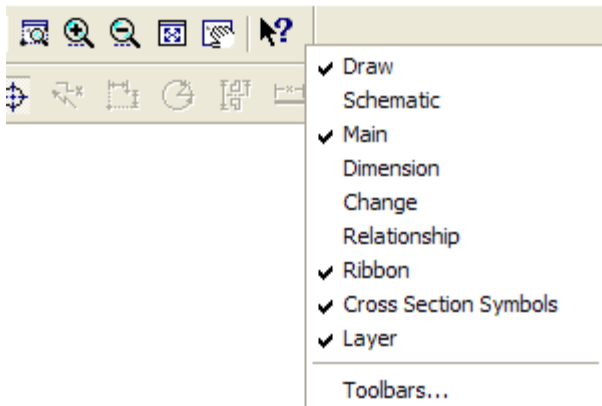 Draw
Schematic
Main
Dimension
Change
Relationship
Ribbon
Cross Section Symbols
Layer
Toolbars...